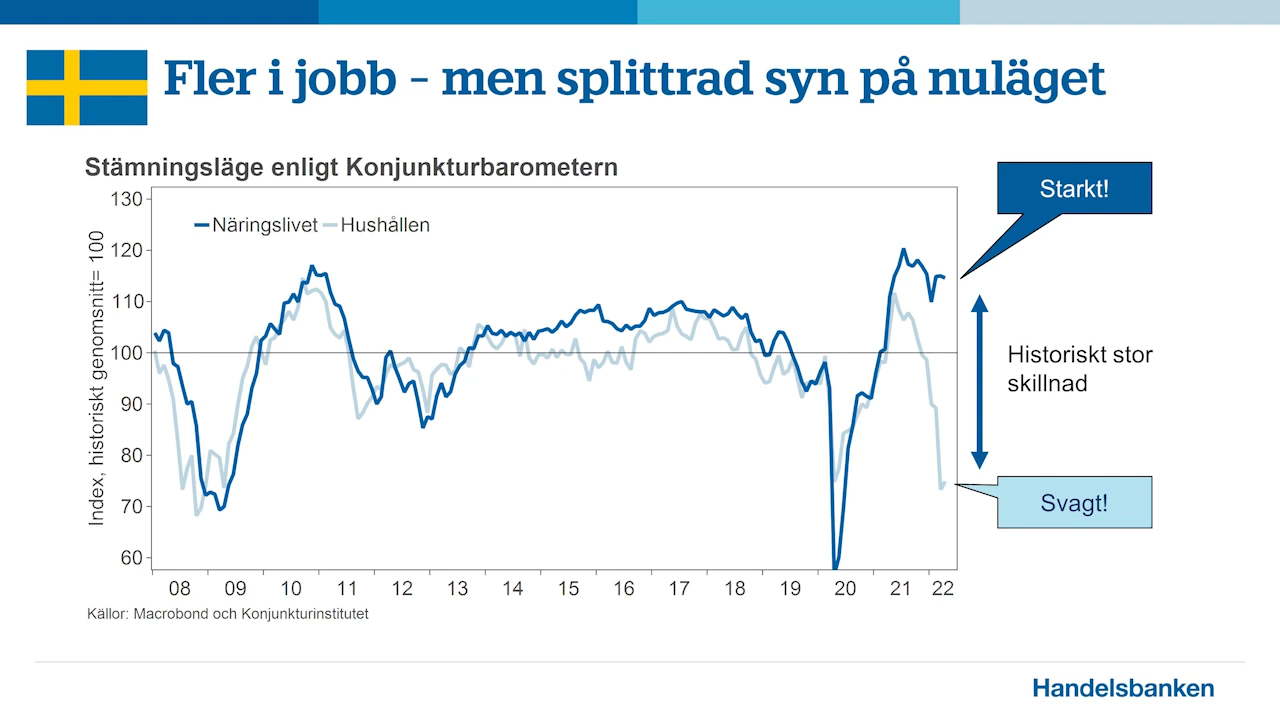 Fler i jobb – men splittrad syn på nuläget
Stämningsläge enligt Konjunkturbarometern
Starkt!
Näringslivet
Hushållen
Index, historiskt genomsnitt= 100
130
120
110
100
90
80
70
60
Historiskt stor
skillnad
Svagt!
08 09 10 11 12 13 14 15 16 17 18 19 20 21 22
Källor: Macrobond och Konjunkturinstitutet
Handelsbanken